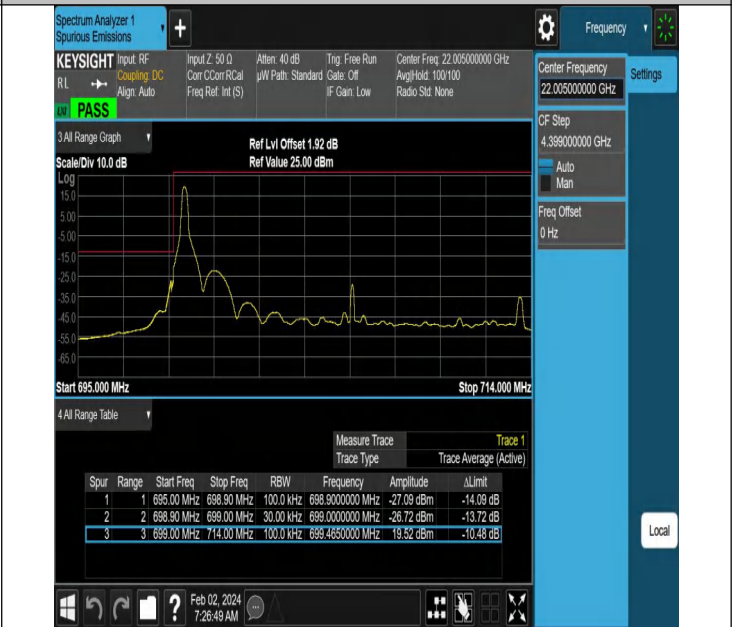 Spectrum Analyzer 1
Spurious Emissions
+
Frequency
KEYSIGHT
RL
Input: RF
Coupling: DC
Align: Auto
Input Z: 50 Ω
Corr CCorr RCal
Freq Ref: Int (S)
Atten: 40 dB
µW Path: Standard
Trig: Free Run
Gate: Off
IF Gain: Low
Center Freq: 22.005000000 GHz
Avg|Hold: 100/100
Radio Std: None
PASS
Center Frequency
22.005000000 GHz
Settings
CF Step
4.399000000 GHz
Auto
Man
Freq Offset
0 Hz
3 All Range Graph
Ref Lvl Offset 1.92 dB
Scale/Div 10.0 dB
Ref Value 25.00 dBm
Log
15.0
5.00
-5.00
-15.0
-25.0
-35.0
-45.0
-55.0
-65.0
Start 695.000 MHz
Stop 714.000 MHz
4 All Range Table
Measure Trace Trace 1
Trace Type Trace Average (Active)
Spur Range Start Freq Stop Freq RBW Frequency Amplitude ΔLimit
1 1 695.00 MHz 698.90 MHz 100.0 kHz 698.9000000 MHz -27.09 dBm -14.09 dB
2 2 698.90 MHz 699.00 MHz 30.00 kHz 699.0000000 MHz -26.72 dBm -13.72 dB
3 3 699.00 MHz 714.00 MHz 100.0 kHz 699.4650000 MHz 19.52 dBm -10.48 dB
Local
?
Feb 02, 2024
7:26:49 AM